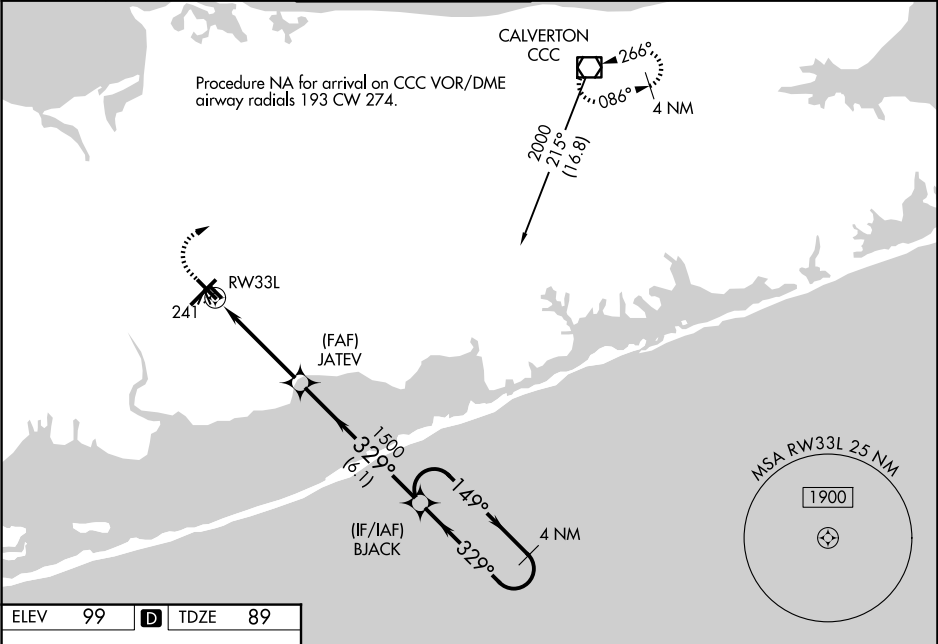 CALVERTON
CCC
266°
086°
4 NM
Procedure NA for arrival on CCC VOR/DME
airway radials 193 CW 274.
2000
215°
(16.8)
RW33L
241
(FAF)
JATEV
1500
329°
(6.1)
149°
4 NM
329°
(IF/IAF)
BJACK
MSA RW33L 25 NM
1900
ELEV 99 D TDZE 89